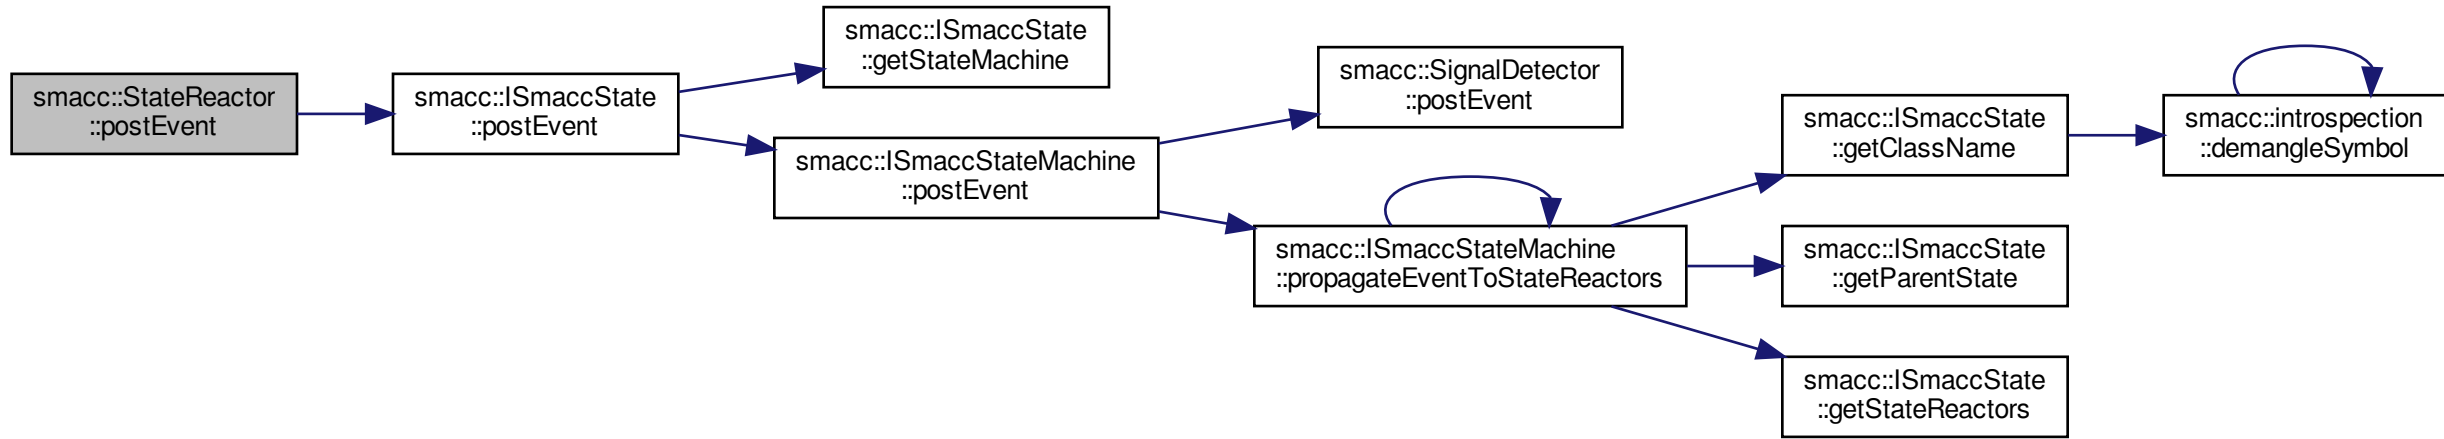 smacc::StateReactor
::postEvent
smacc::ISmaccState
::postEvent
smacc::ISmaccState
::getStateMachine
smacc::ISmaccStateMachine
::postEvent
smacc::SignalDetector
::postEvent
smacc::ISmaccStateMachine
::propagateEventToStateReactors
smacc::ISmaccState
::getClassName
smacc::introspection
::demangleSymbol
smacc::ISmaccState
::getParentState
smacc::ISmaccState
::getStateReactors